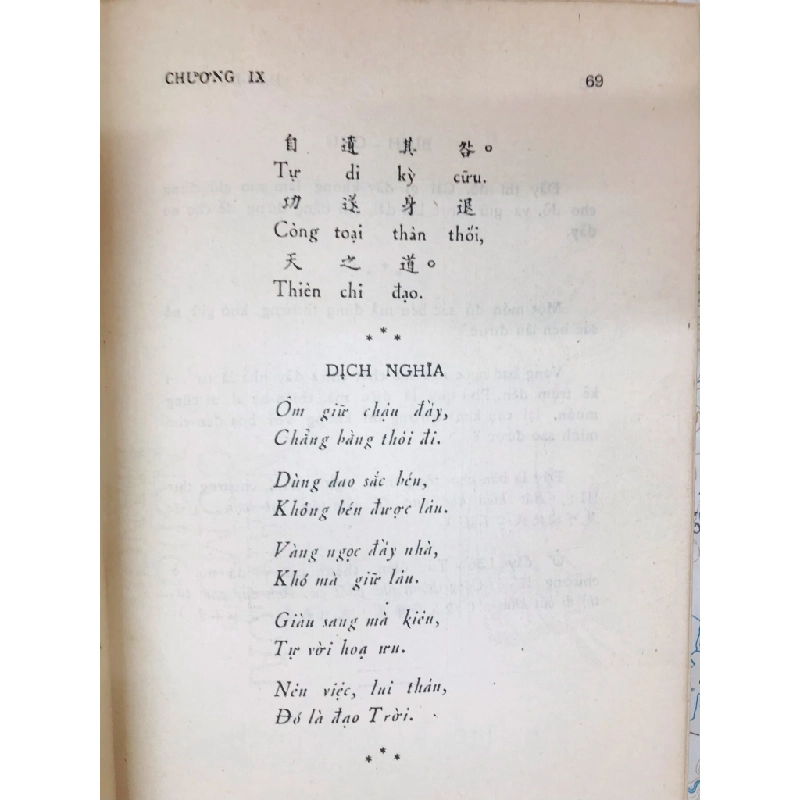 CHƯƠNG IX 69
自 遺 其 咎。
Tự di kỳ cữu.
功 遂 身 退
Công toại thân thối,
天 之 道。
Thiên chi đạo.
* * *
DỊCH NGHĨA
Ôm giữ chậu đầy,
Chẳng bằng thôi đi.
Dùng dao sắc bén,
Không bén được lâu.
Vàng ngọc đầy nhà,
Khó mà giữ lâu.
Giàu sang mà kiêu,
Tự vời hoạ ưu.
Nên việc, lui thân,
Đó là đạo Trời.
* * *